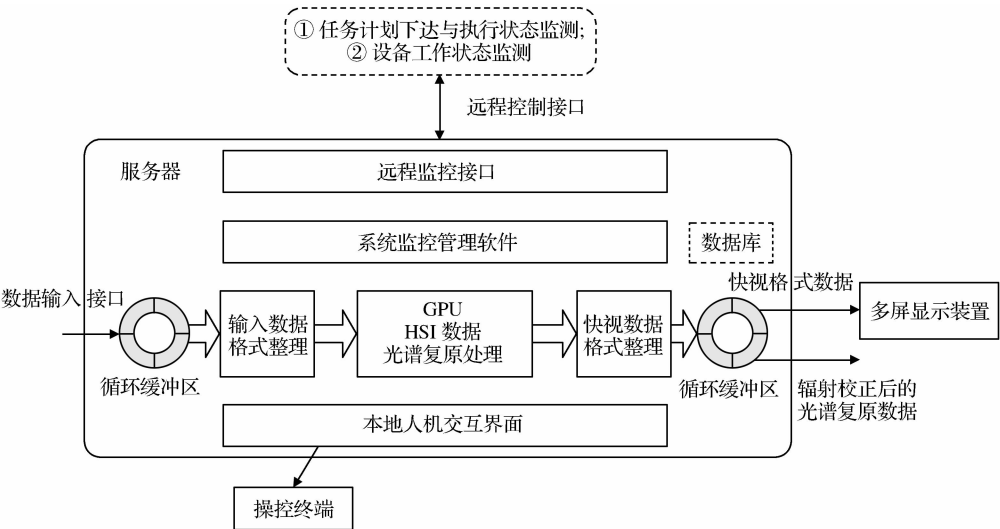 ① 任务计划下达与执行状态监测;
② 设备工作状态监测
远程控制接口
服务器
远程监控接口
系统监控管理软件
数据库
数据输入 接口
快视格 式数据
输入数据
格式整理
GPU
HSI 数据
光谱复原处理
快视数据
格式整理
多屏显示装置
循环缓冲区
循环缓冲区
辐射校正后的
光谱复原数据
本地人机交互界面
操控终端